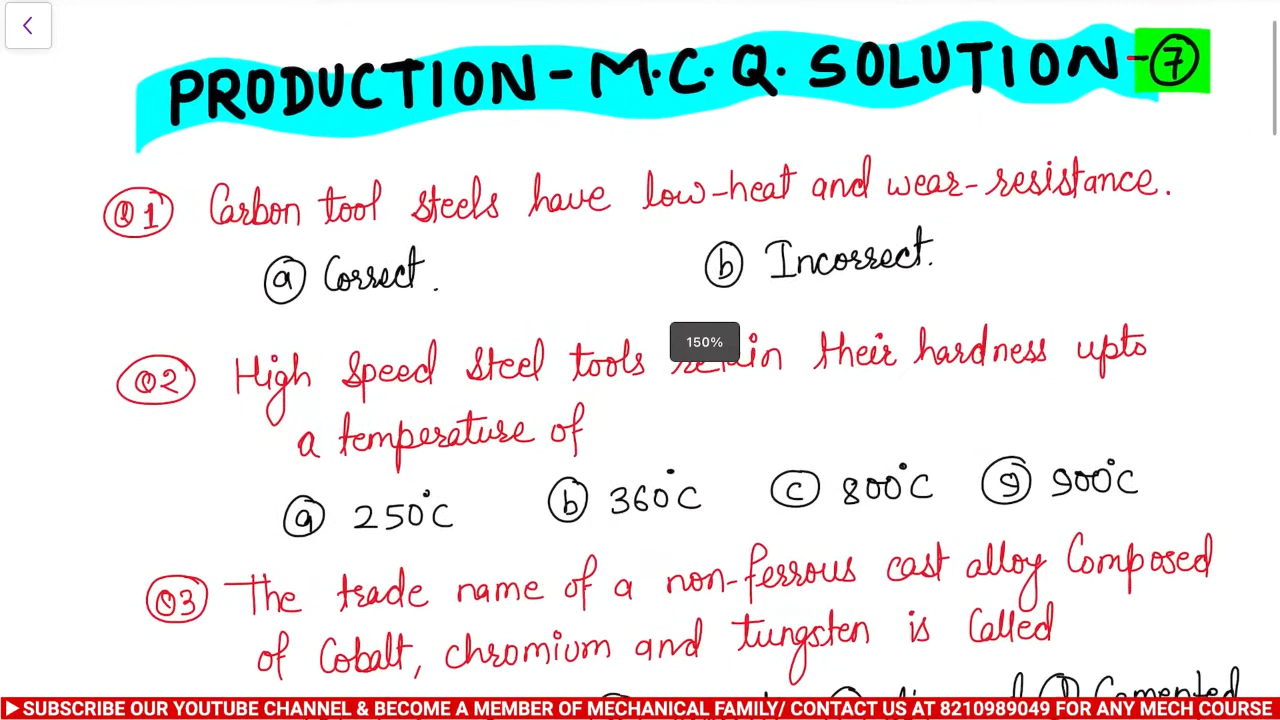 PRODUCTION-M.C.Q. SOLUTION-7
Q1 Carbon tool steels have low-heat and wear-resistance.
a Correct. b Incorrect.
150%
Q2 High speed steel tools in their hardness upto
a temperature of
a 250°C b 360°C c 800°C 9 900°C
Q3 The trade name of a non-ferrous cast alloy Composed
of Cobalt, chromium and tungsten is called
Cemented
▶ SUBSCRIBE OUR YOUTUBE CHANNEL & BECOME A MEMBER OF MECHANICAL FAMILY/ CONTACT US AT 8210989049 FOR ANY MECH COURSE